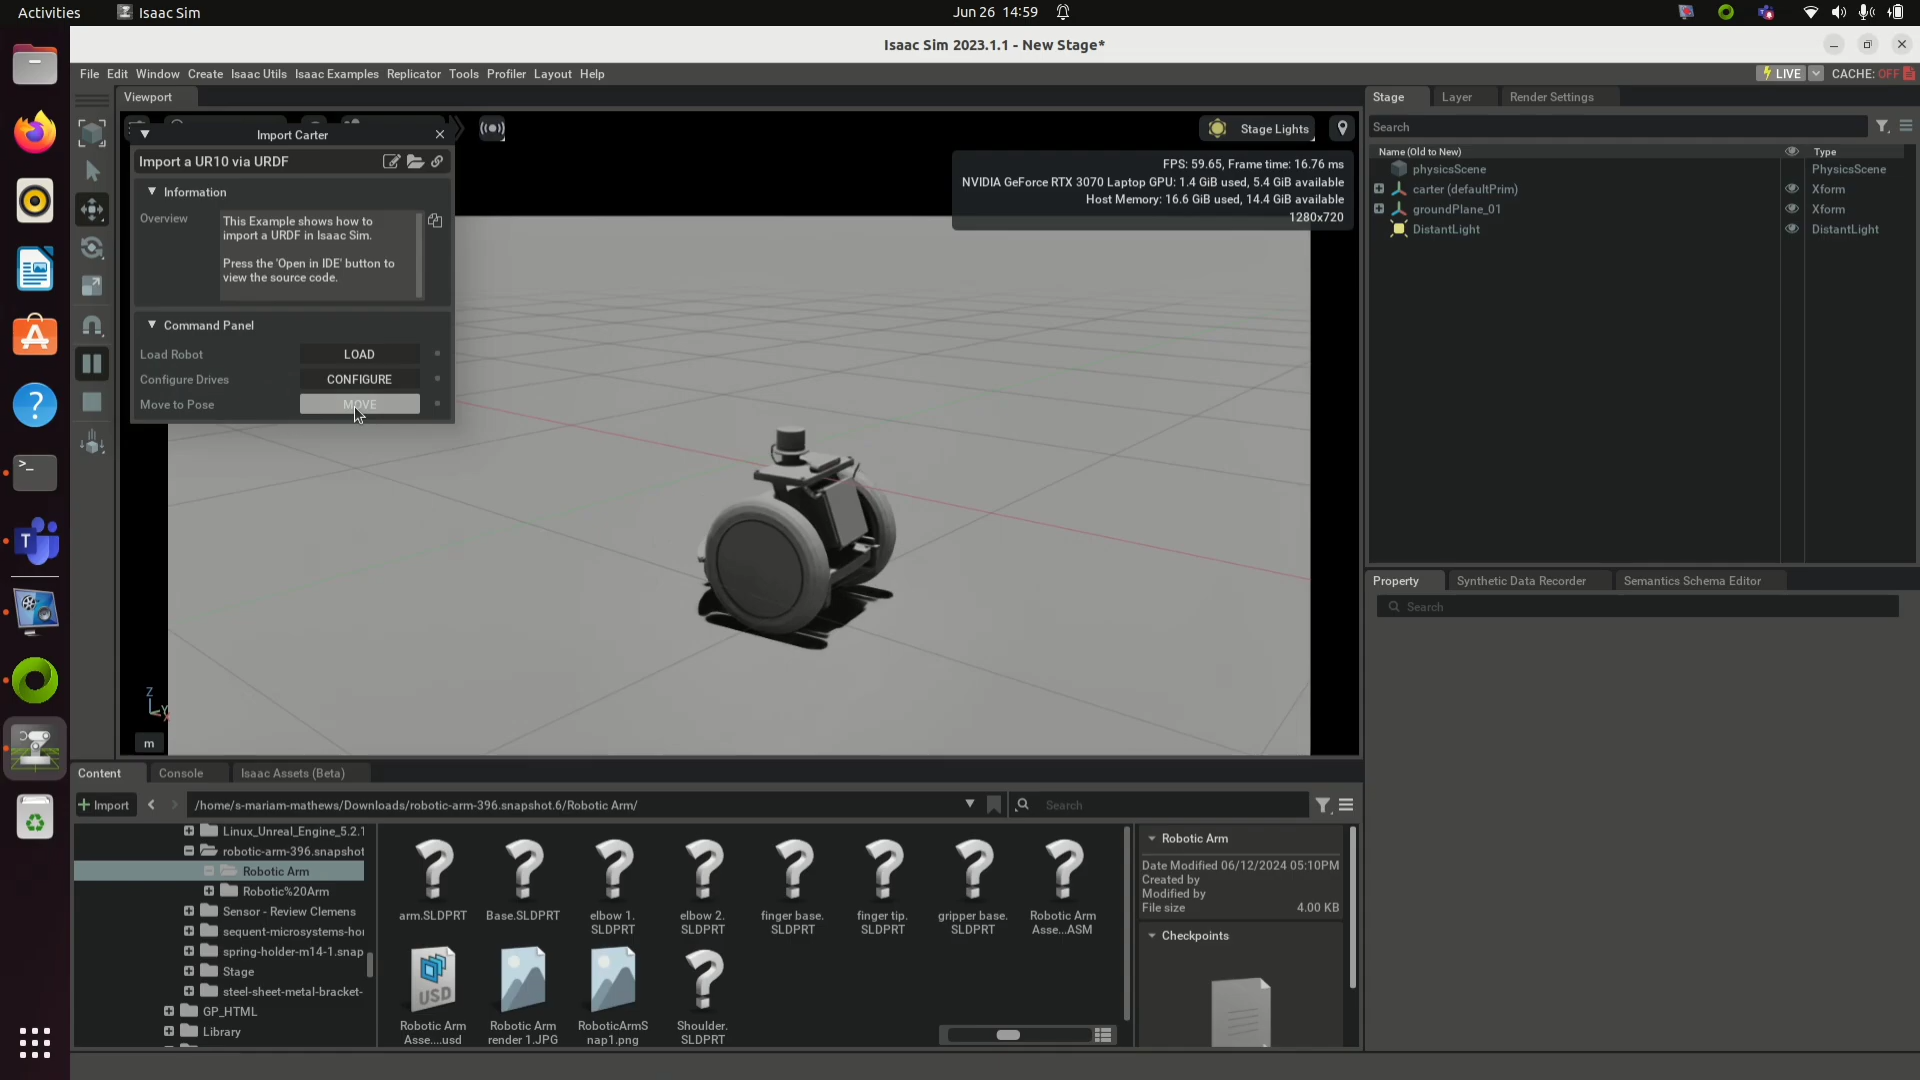 Activities
Isaac Sim
Jun 26 14:59
Isaac Sim 2023.1.1 - New Stage*
File Edit Window Create Isaac Utils Isaac Examples Replicator Tools Profiler Layout Help
LIVE
CACHE: OFF
Viewport
Import Carter
Import a UR10 via URDF
Information
Overview
This Example shows how to
import a URDF in Isaac Sim.
Press the 'Open in IDE' button to
view the source code.
Command Panel
Load Robot LOAD
Configure Drives CONFIGURE
Move to Pose MOVE
Stage Lights
FPS: 59.65, Frame time: 16.76 ms
NVIDIA GeForce RTX 3070 Laptop GPU: 1.4 GiB used, 5.4 GiB available
Host Memory: 16.6 GiB used, 14.4 GiB available
1280x720
Z
Y
m
Stage Layer Render Settings
Search
Name (Old to New) Type
physicsScene PhysicsScene
carter (defaultPrim) Xform
groundPlane_01 Xform
DistantLight DistantLight
Property Synthetic Data Recorder Semantics Schema Editor
Search
Content Console Isaac Assets (Beta)
Import
/home/s-mariam-mathews/Downloads/robotic-arm-396.snapshot.6/Robotic Arm/
Search
Linux_Unreal_Engine_5.2.1
robotic-arm-396.snapshot
Robotic Arm
Robotic%20Arm
Sensor - Review Clemens
sequent-microsystems-hor
spring-holder-m14-1.snap
Stage
steel-sheet-metal-bracket-
GP_HTML
Library
arm.SLDPRT
Base.SLDPRT
elbow 1.
SLDPRT
elbow 2.
SLDPRT
finger base.
SLDPRT
finger tip.
SLDPRT
gripper base.
SLDPRT
Robotic Arm
Asse...ASM
USD
Robotic Arm
Asse....usd
Robotic Arm
render 1.JPG
RoboticArmS
nap1.png
Shoulder.
SLDPRT
Robotic Arm
Date Modified 06/12/2024 05:10PM
Created by
Modified by
File size 4.00 KB
Checkpoints